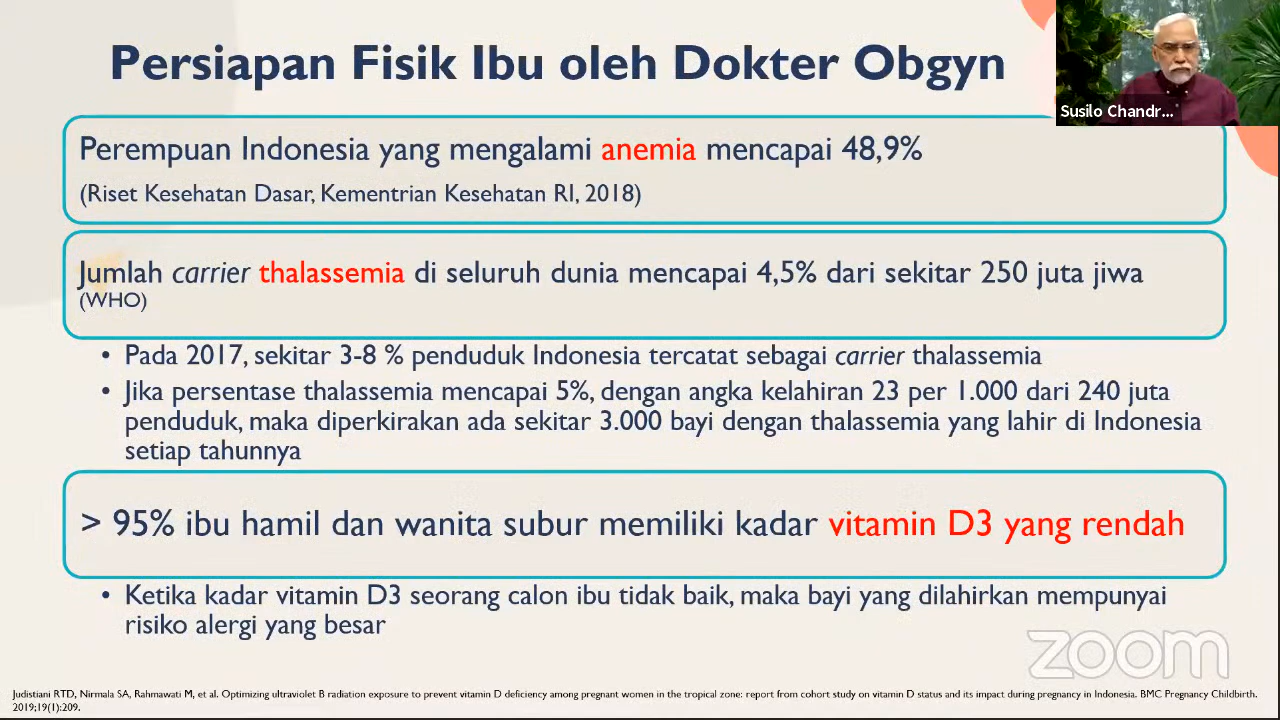 Persiapan Fisik Ibu oleh Dokter Obgyn
Susilo Chandr...
Perempuan Indonesia yang mengalami anemia mencapai 48,9%
(Riset Kesehatan Dasar, Kementrian Kesehatan RI, 2018)
Jumlah carrier thalassemia di seluruh dunia mencapai 4,5% dari sekitar 250 juta jiwa
(WHO)
• Pada 2017, sekitar 3-8 % penduduk Indonesia tercatat sebagai carrier thalassemia
• Jika persentase thalassemia mencapai 5%, dengan angka kelahiran 23 per 1.000 dari 240 juta
penduduk, maka diperkirakan ada sekitar 3.000 bayi dengan thalassemia yang lahir di Indonesia
setiap tahunnya
> 95% ibu hamil dan wanita subur memiliki kadar vitamin D3 yang rendah
• Ketika kadar vitamin D3 seorang calon ibu tidak baik, maka bayi yang dilahirkan mempunyai
risiko alergi yang besar
zoom
Judistiani RTD, Nirmala SA, Rahmawati M, et al. Optimizing ultraviolet B radiation exposure to prevent vitamin D deficiency among pregnant women in the tropical zone: report from cohort study on vitamin D status and its impact during pregnancy in Indonesia. BMC Pregnancy Childbirth.
2019;19(1):209.